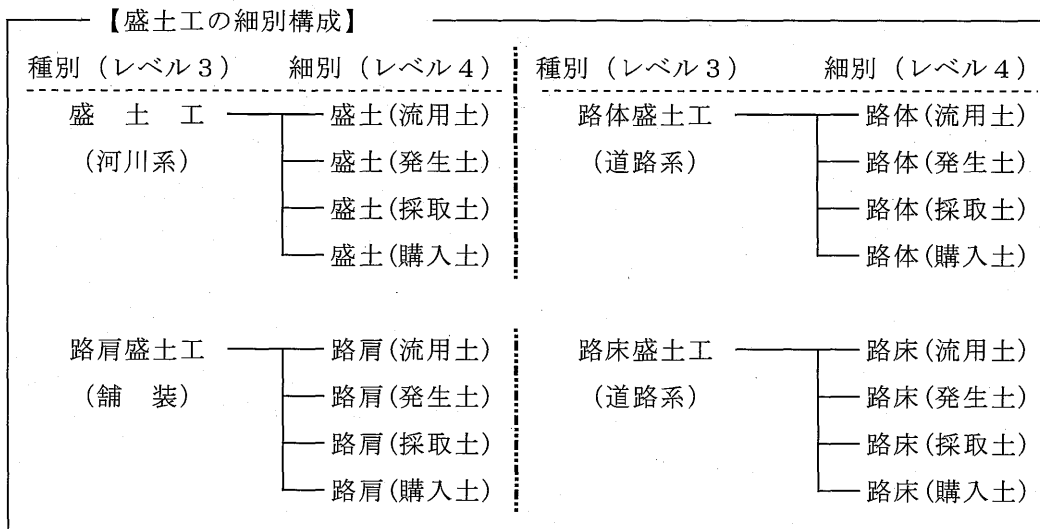 【盛土工の細別構成】
種別（レベル3） 細別（レベル4） 種別（レベル3） 細別（レベル4）
盛 土 工 盛土(流用土) 路体盛土工 路体(流用土)
（河川系） 盛土(発生土) （道路系） 路体(発生土)
盛土(採取土) 路体(採取土)
盛土(購入土) 路体(購入土)
路肩盛土工 路肩(流用土) 路床盛土工 路床(流用土)
（舗 装） 路肩(発生土) （道路系） 路床(発生土)
路肩(採取土) 路床(採取土)
路肩(購入土) 路床(購入土)